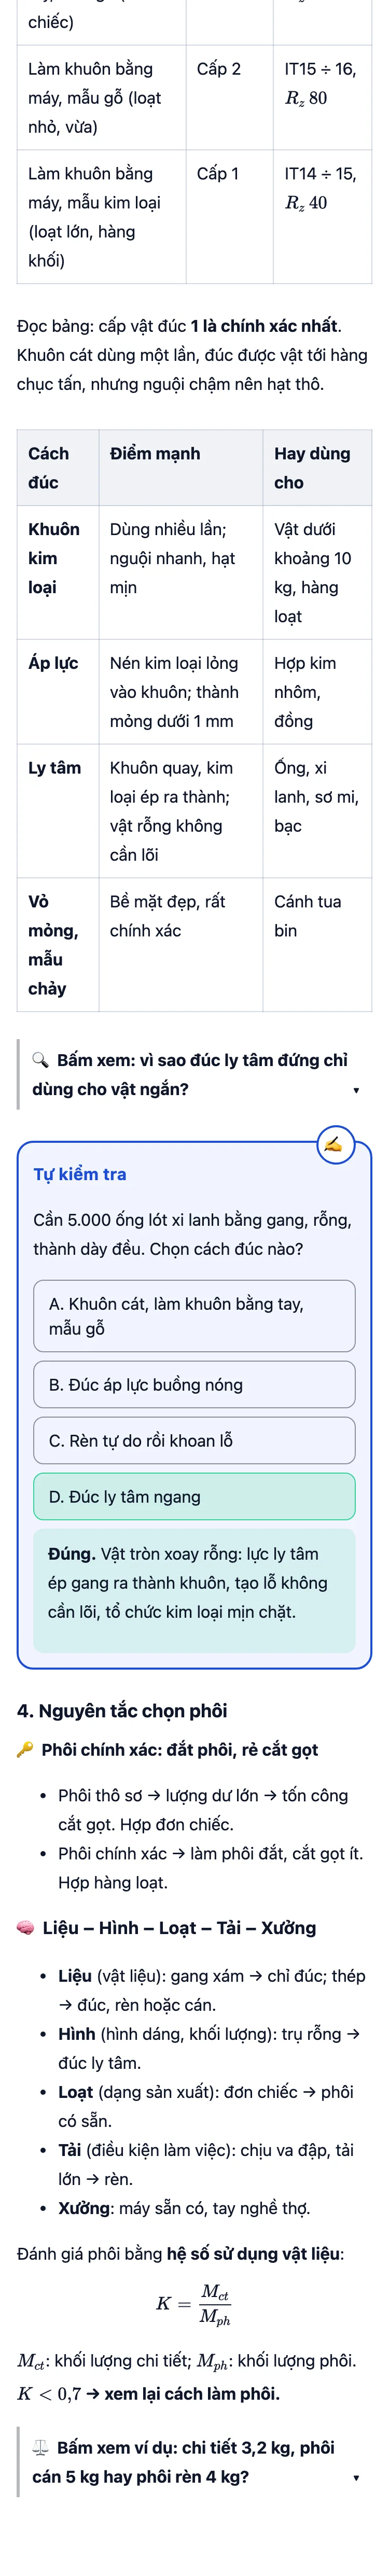 chiếc)
Làm khuôn bằng
máy, mẫu gỗ (loạt
nhỏ, vừa)
Cấp 2
IT15 ÷ 16,
R_z 80
Làm khuôn bằng
máy, mẫu kim loại
(loạt lớn, hàng
khối)
Cấp 1
IT14 ÷ 15,
R_z 40
Đọc bảng: cấp vật đúc 1 là chính xác nhất.
Khuôn cát dùng một lần, đúc được vật tới hàng
chục tấn, nhưng nguội chậm nên hạt thô.
Cách
đúc
Điểm mạnh
Hay dùng
cho
Khuôn
kim
loại
Dùng nhiều lần;
nguội nhanh, hạt
mịn
Vật dưới
khoảng 10
kg, hàng
loạt
Áp lực
Nén kim loại lỏng
vào khuôn; thành
mỏng dưới 1 mm
Hợp kim
nhôm,
đồng
Ly tâm
Khuôn quay, kim
loại ép ra thành;
vật rỗng không
cần lõi
Ống, xi
lanh, sơ mi,
bạc
Vỏ
mỏng,
mẫu
chảy
Bề mặt đẹp, rất
chính xác
Cánh tua
bin
🔍 Bấm xem: vì sao đúc ly tâm đứng chỉ
dùng cho vật ngắn? ▼
✍️
Tự kiểm tra
Cần 5.000 ống lót xi lanh bằng gang, rỗng,
thành dày đều. Chọn cách đúc nào?
A. Khuôn cát, làm khuôn bằng tay,
mẫu gỗ
B. Đúc áp lực buồng nóng
C. Rèn tự do rồi khoan lỗ
D. Đúc ly tâm ngang
Đúng. Vật tròn xoay rỗng: lực ly tâm
ép gang ra thành khuôn, tạo lỗ không
cần lõi, tổ chức kim loại mịn chặt.
4. Nguyên tắc chọn phôi
🔑 Phôi chính xác: đắt phôi, rẻ cắt gọt
• Phôi thô sơ → lượng dư lớn → tốn công
cắt gọt. Hợp đơn chiếc.
• Phôi chính xác → làm phôi đắt, cắt gọt ít.
Hợp hàng loạt.
🧠 Liệu – Hình – Loạt – Tải – Xưởng
• Liệu (vật liệu): gang xám → chỉ đúc; thép
→ đúc, rèn hoặc cán.
• Hình (hình dáng, khối lượng): trụ rỗng →
đúc ly tâm.
• Loạt (dạng sản xuất): đơn chiếc → phôi
có sẵn.
• Tải (điều kiện làm việc): chịu va đập, tải
lớn → rèn.
• Xưởng: máy sẵn có, tay nghề thợ.
Đánh giá phôi bằng hệ số sử dụng vật liệu:
K = M_ct / M_ph
M_ct: khối lượng chi tiết; M_ph: khối lượng phôi.
K < 0,7 → xem lại cách làm phôi.
⚖️ Bấm xem ví dụ: chi tiết 3,2 kg, phôi
cán 5 kg hay phôi rèn 4 kg? ▼